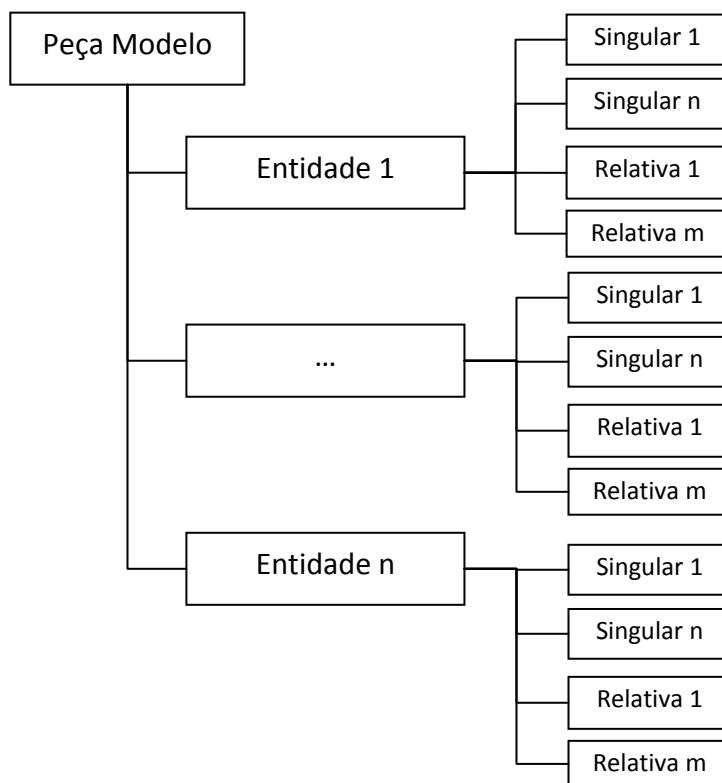 Peça Modelo
Entidade 1
Singular 1
Singular n
Relativa 1
Relativa m
...
Singular 1
Singular n
Relativa 1
Relativa m
Entidade n
Singular 1
Singular n
Relativa 1
Relativa m